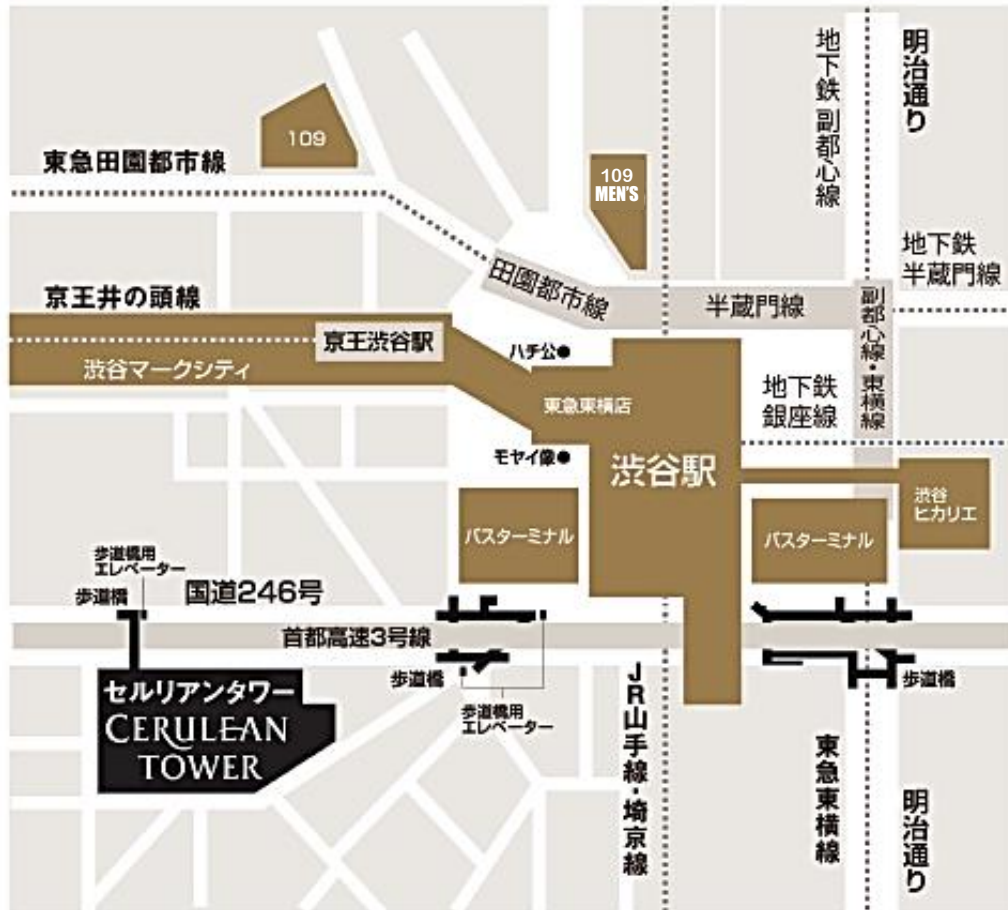 明治通り
地下鉄 副都心線
109
東急田園都市線
109
MEN'S
地下鉄
半蔵門線
田園都市線
半蔵門線
副都心線・東横線
京王井の頭線
京王渋谷駅
ハチ公●
渋谷マークシティ
東急東横店
地下鉄
銀座線
モヤイ像●
渋谷駅
渋谷
ヒカリエ
バスターミナル
バスターミナル
歩道橋用
エレベーター
歩道橋
国道246号
首都高速3号線
歩道橋
歩道橋
セルリアンタワー
CERULEAN
TOWER
歩道橋用
エレベーター
JR山手線・埼京線
東急東横線
明治通り